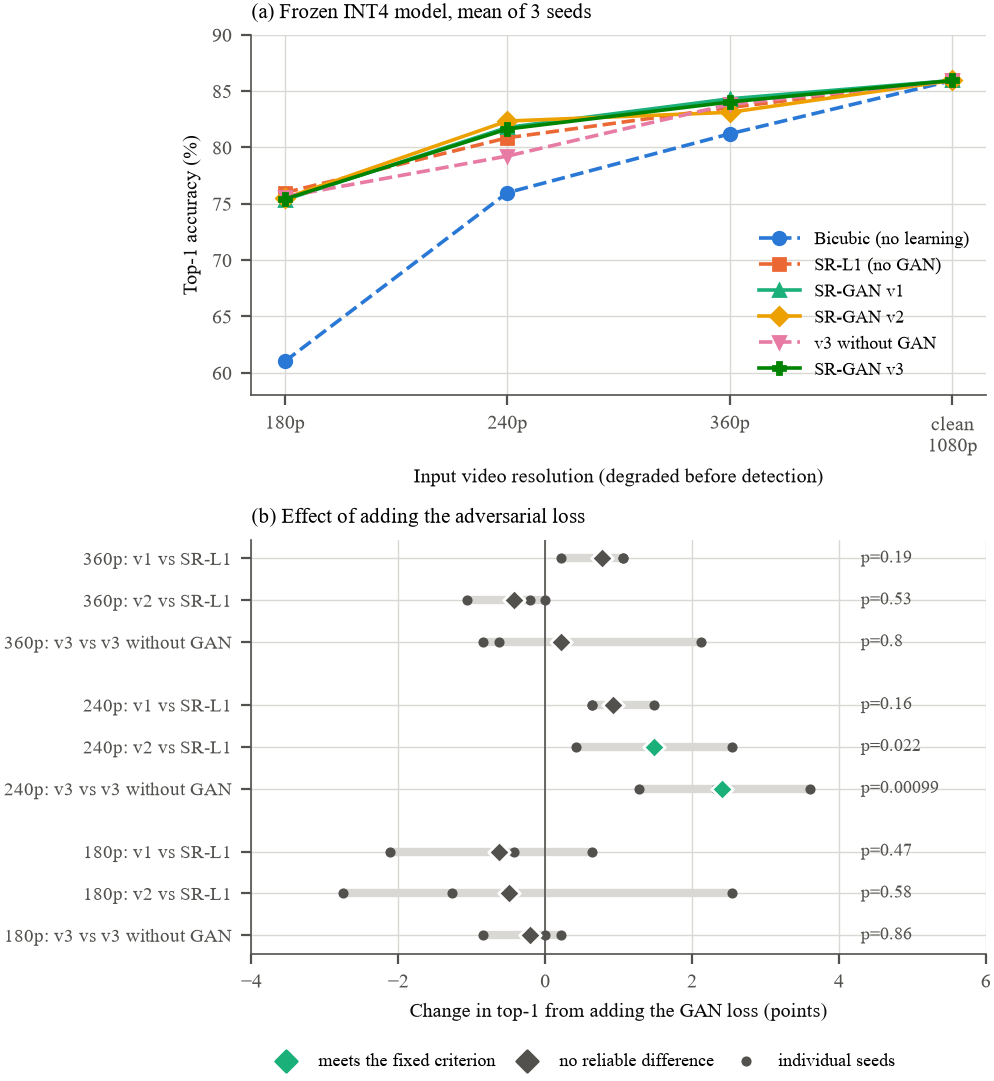 (a) Frozen INT4 model, mean of 3 seeds
90
85
80
75
70
65
60
Top-1 accuracy (%)
Bicubic (no learning)
SR-L1 (no GAN)
SR-GAN v1
SR-GAN v2
v3 without GAN
SR-GAN v3
180p
240p
360p
clean
1080p
Input video resolution (degraded before detection)
(b) Effect of adding the adversarial loss
360p: v1 vs SR-L1 p=0.19
360p: v2 vs SR-L1 p=0.53
360p: v3 vs v3 without GAN p=0.8
240p: v1 vs SR-L1 p=0.16
240p: v2 vs SR-L1 p=0.022
240p: v3 vs v3 without GAN p=0.00099
180p: v1 vs SR-L1 p=0.47
180p: v2 vs SR-L1 p=0.58
180p: v3 vs v3 without GAN p=0.86
−4 −2 0 2 4 6
Change in top-1 from adding the GAN loss (points)
meets the fixed criterion no reliable difference individual seeds